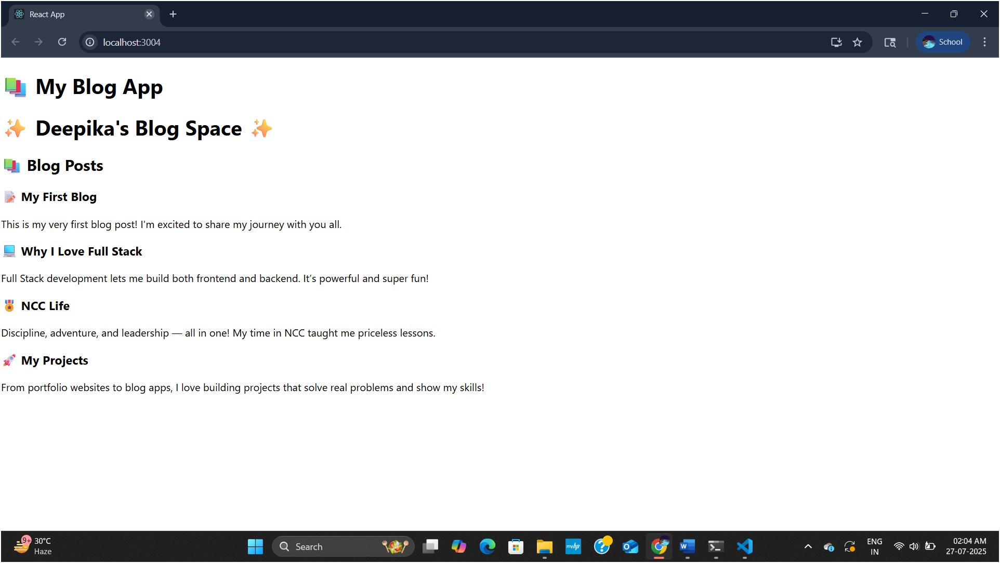 React App
localhost:3004
School
📚 My Blog App
✨ Deepika's Blog Space ✨
📚 Blog Posts
📝 My First Blog
This is my very first blog post! I'm excited to share my journey with you all.
💻 Why I Love Full Stack
Full Stack development lets me build both frontend and backend. It’s powerful and super fun!
🎖 NCC Life
Discipline, adventure, and leadership — all in one! My time in NCC taught me priceless lessons.
🚀 My Projects
From portfolio websites to blog apps, I love building projects that solve real problems and show my skills!
9+
30°C
Haze
Search
myhp
ENG
IN
02:04 AM
27-07-2025